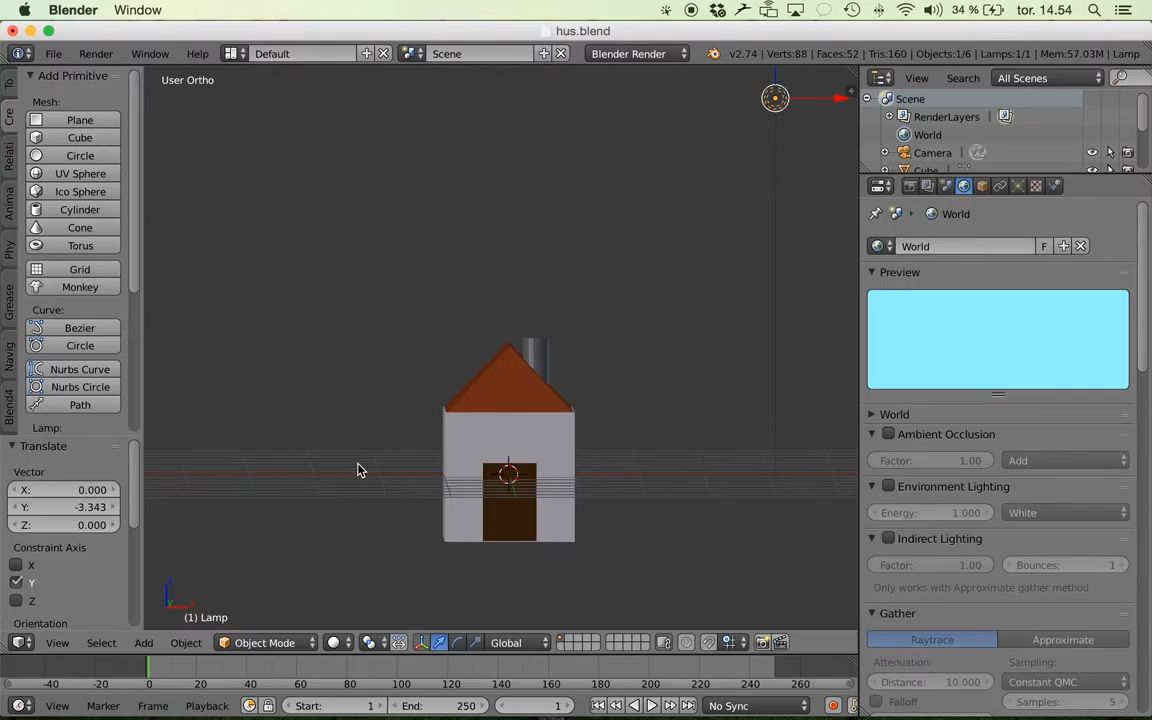 Blender Window 34 % tor. 14.54
hus.blend
File Render Window Help Default Scene Blender Render v2.74 | Verts:88 | Faces:52 | Tris:160 | Objects:1/6 | Lamps:1/1 | Mem:57.03M | Lamp
Add Primitive
Mesh:
Plane
Cube
Circle
UV Sphere
Ico Sphere
Cylinder
Cone
Torus
Grid
Monkey
Curve:
Bezier
Circle
Nurbs Curve
Nurbs Circle
Path
Lamp:
To
Cre
Relati
Anima
Phy
Grease
Navig
Blend4
Translate
Vector
X: 0.000
Y: -3.343
Z: 0.000
Constraint Axis
X
Y
Z
Orientation
User Ortho
(1) Lamp
View Select Add Object Object Mode Global
-40 -20 0 20 40 60 80 100 120 140 160 180 200 220 240 260
View Marker Frame Playback Start: 1 End: 250 1 No Sync
View Search All Scenes
Scene
RenderLayers
World
Camera
Cube
World
World F
Preview
World
Ambient Occlusion
Factor: 1.00 Add
Environment Lighting
Energy: 1.000 White
Indirect Lighting
Factor: 1.00 Bounces: 1
Only works with Approximate gather method
Gather
Raytrace Approximate
Attenuation: Sampling:
Distance: 10.000 Constant QMC
Falloff Samples: 5